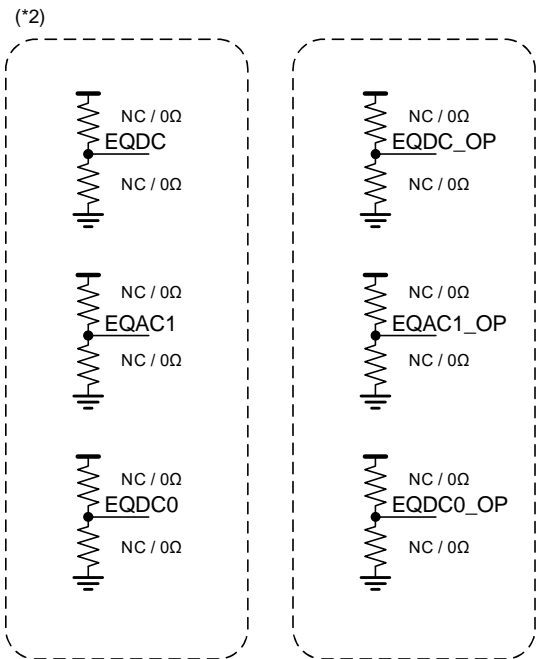 (*2)
NC / 0Ω
EQDC
NC / 0Ω
NC / 0Ω
EQAC1
NC / 0Ω
NC / 0Ω
EQDC0
NC / 0Ω
NC / 0Ω
EQDC_OP
NC / 0Ω
NC / 0Ω
EQAC1_OP
NC / 0Ω
NC / 0Ω
EQDC0_OP
NC / 0Ω